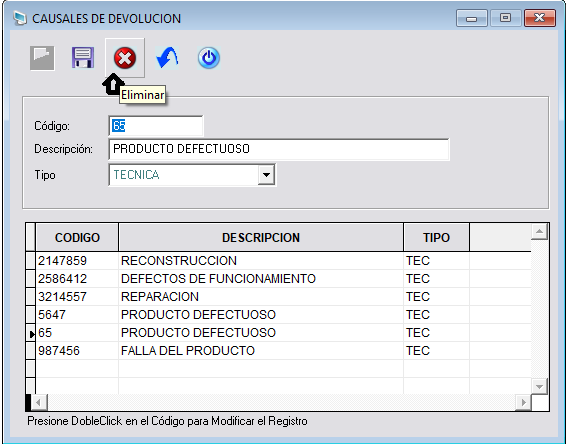 CAUSALES DE DEVOLUCION
Eliminar
Código: 65
Descripción: PRODUCTO DEFECTUOSO
Tipo TECNICA
CODIGO DESCRIPCION TIPO
2147859 RECONSTRUCCION TEC
2586412 DEFECTOS DE FUNCIONAMIENTO TEC
3214557 REPARACION TEC
5647 PRODUCTO DEFECTUOSO TEC
65 PRODUCTO DEFECTUOSO TEC
987456 FALLA DEL PRODUCTO TEC
Presione DobleClick en el Código para Modificar el Registro